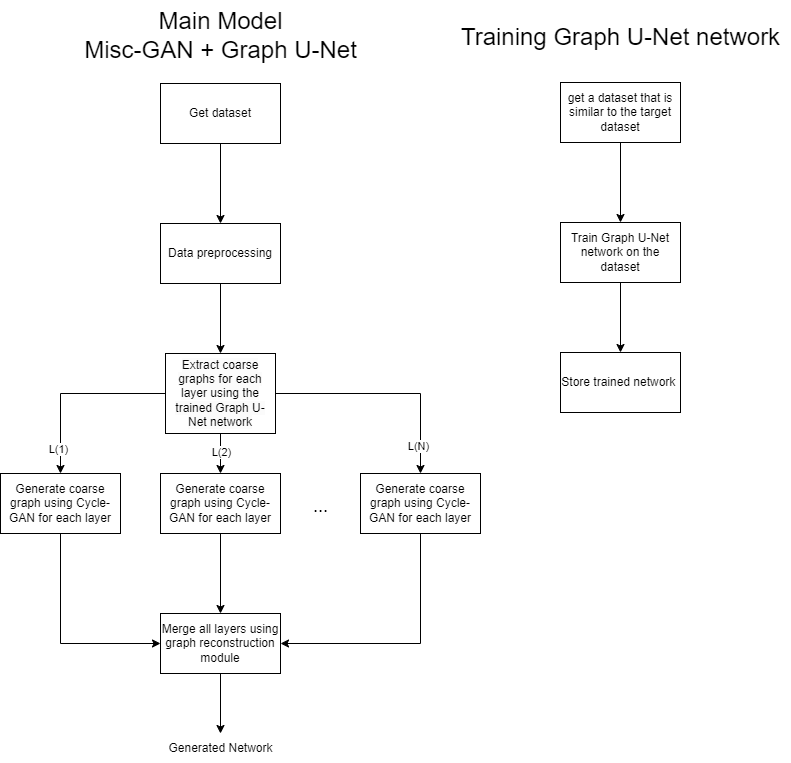 Main Model
Misc-GAN + Graph U-Net
Get dataset
Data preprocessing
Extract coarse
graphs for each
layer using the
trained Graph U-
Net network
L(1)
L(2)
L(N)
Generate coarse
graph using Cycle-
GAN for each layer
Generate coarse
graph using Cycle-
GAN for each layer
...
Generate coarse
graph using Cycle-
GAN for each layer
Merge all layers using
graph reconstruction
module
Generated Network
Training Graph U-Net network
get a dataset that is
similar to the target
dataset
Train Graph U-Net
network on the
dataset
Store trained network